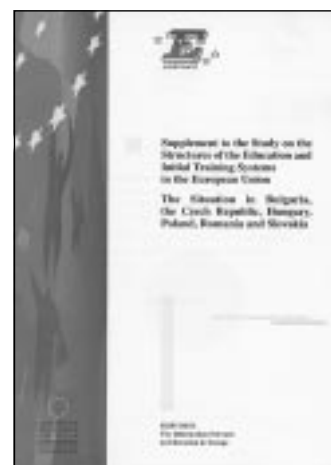 Supplement to the Study on the
Structures of the Education and
Initial Training Systems
in the European Union
The Situation in Bulgaria,
the Czech Republic, Hungary,
Poland, Romania and Slovakia